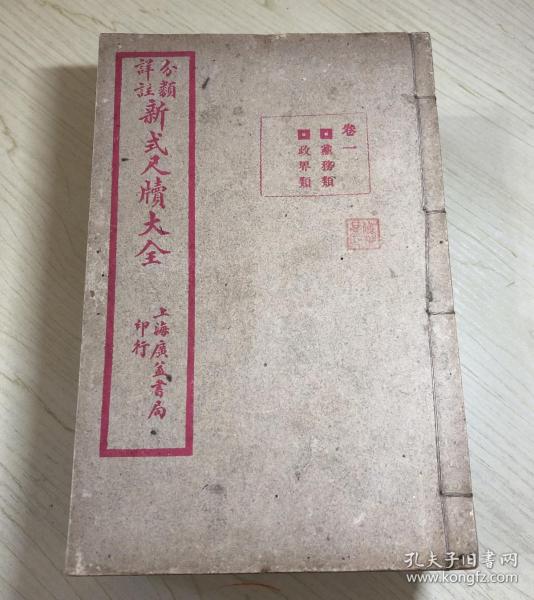 分類
詳註
新式尺牘大全
上海廣益書局
印行
卷一
黨務類
政界類
孔夫子旧书网
www.kongfz.com